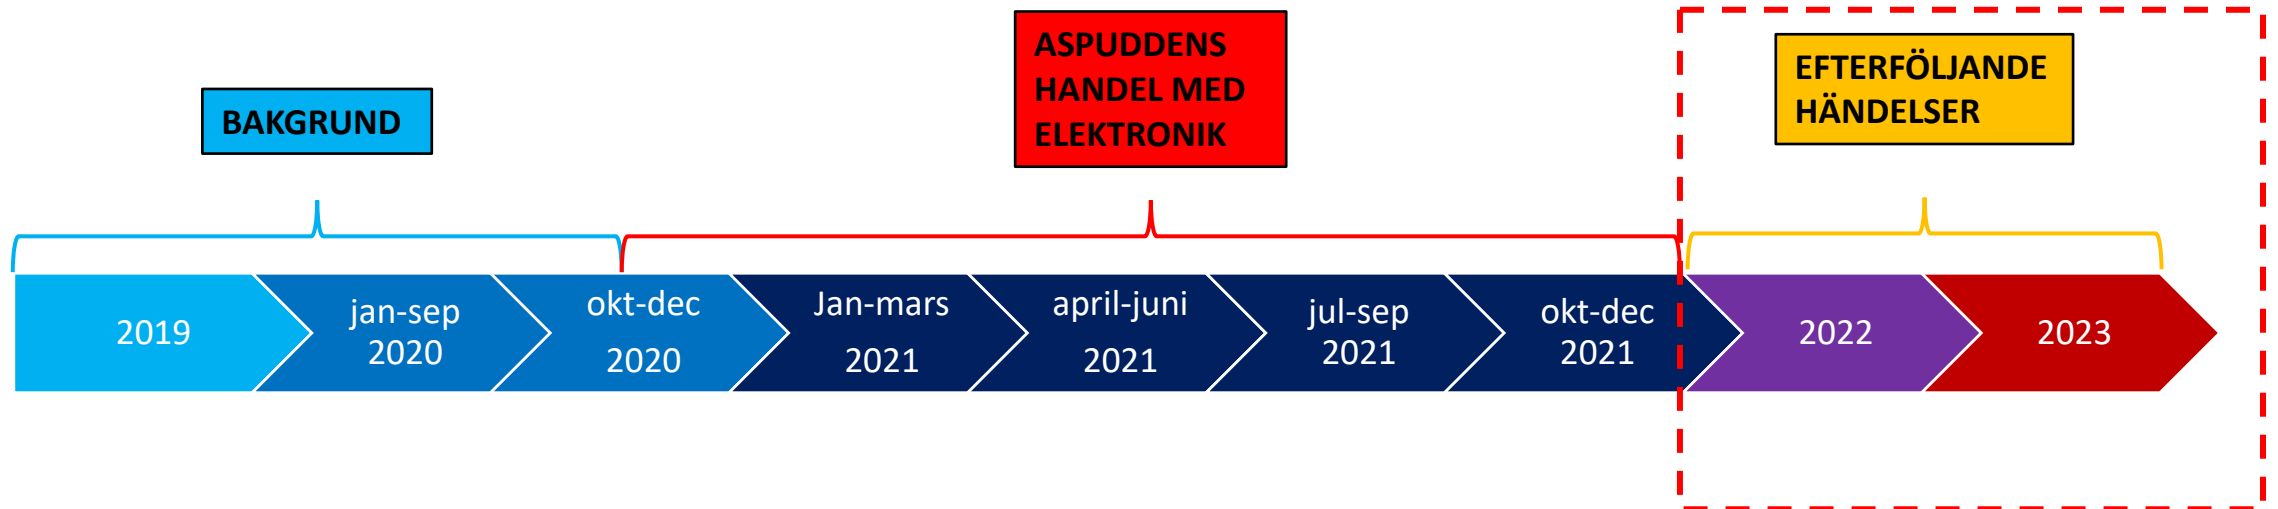 BAKGRUND
ASPUDDENS
HANDEL MED
ELEKTRONIK
EFTERFÖLJANDE
HÄNDELSER
2019
jan-sep
2020
okt-dec
2020
Jan-mars
2021
april-juni
2021
jul-sep
2021
okt-dec
2021
2022
2023